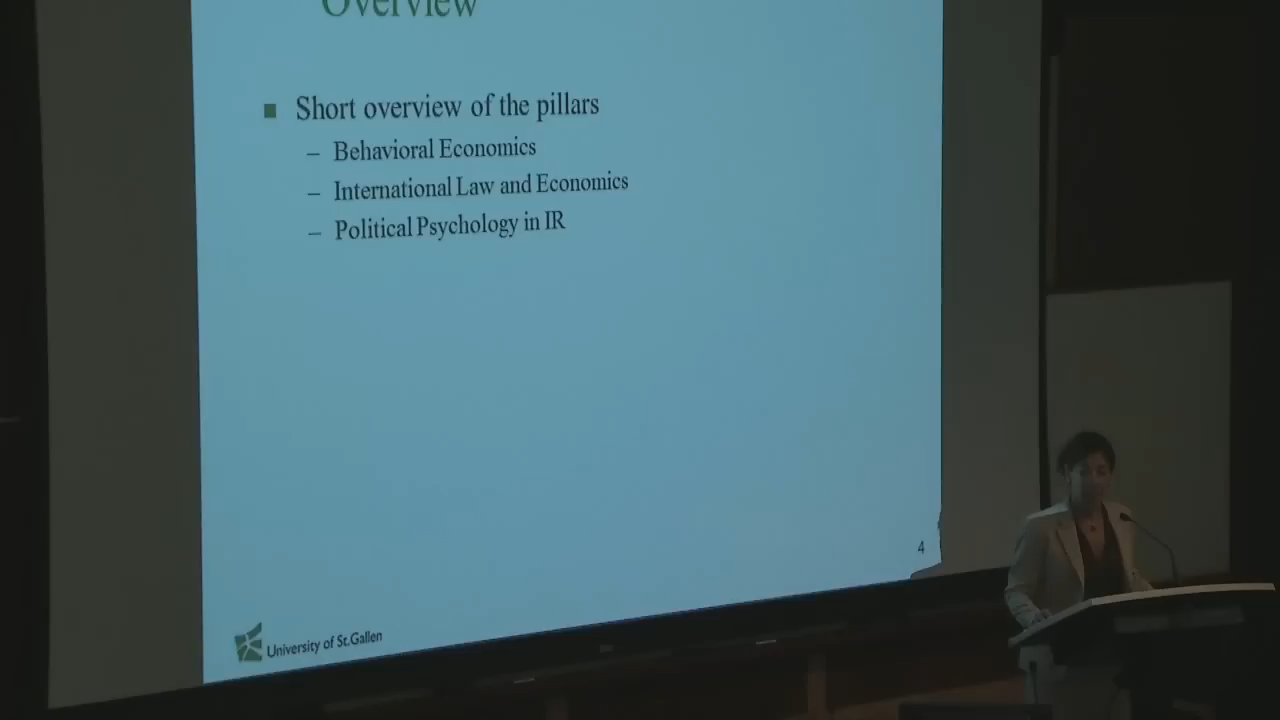 Overview
■ Short overview of the pillars
– Behavioral Economics
– International Law and Economics
– Political Psychology in IR
4
University of St.Gallen